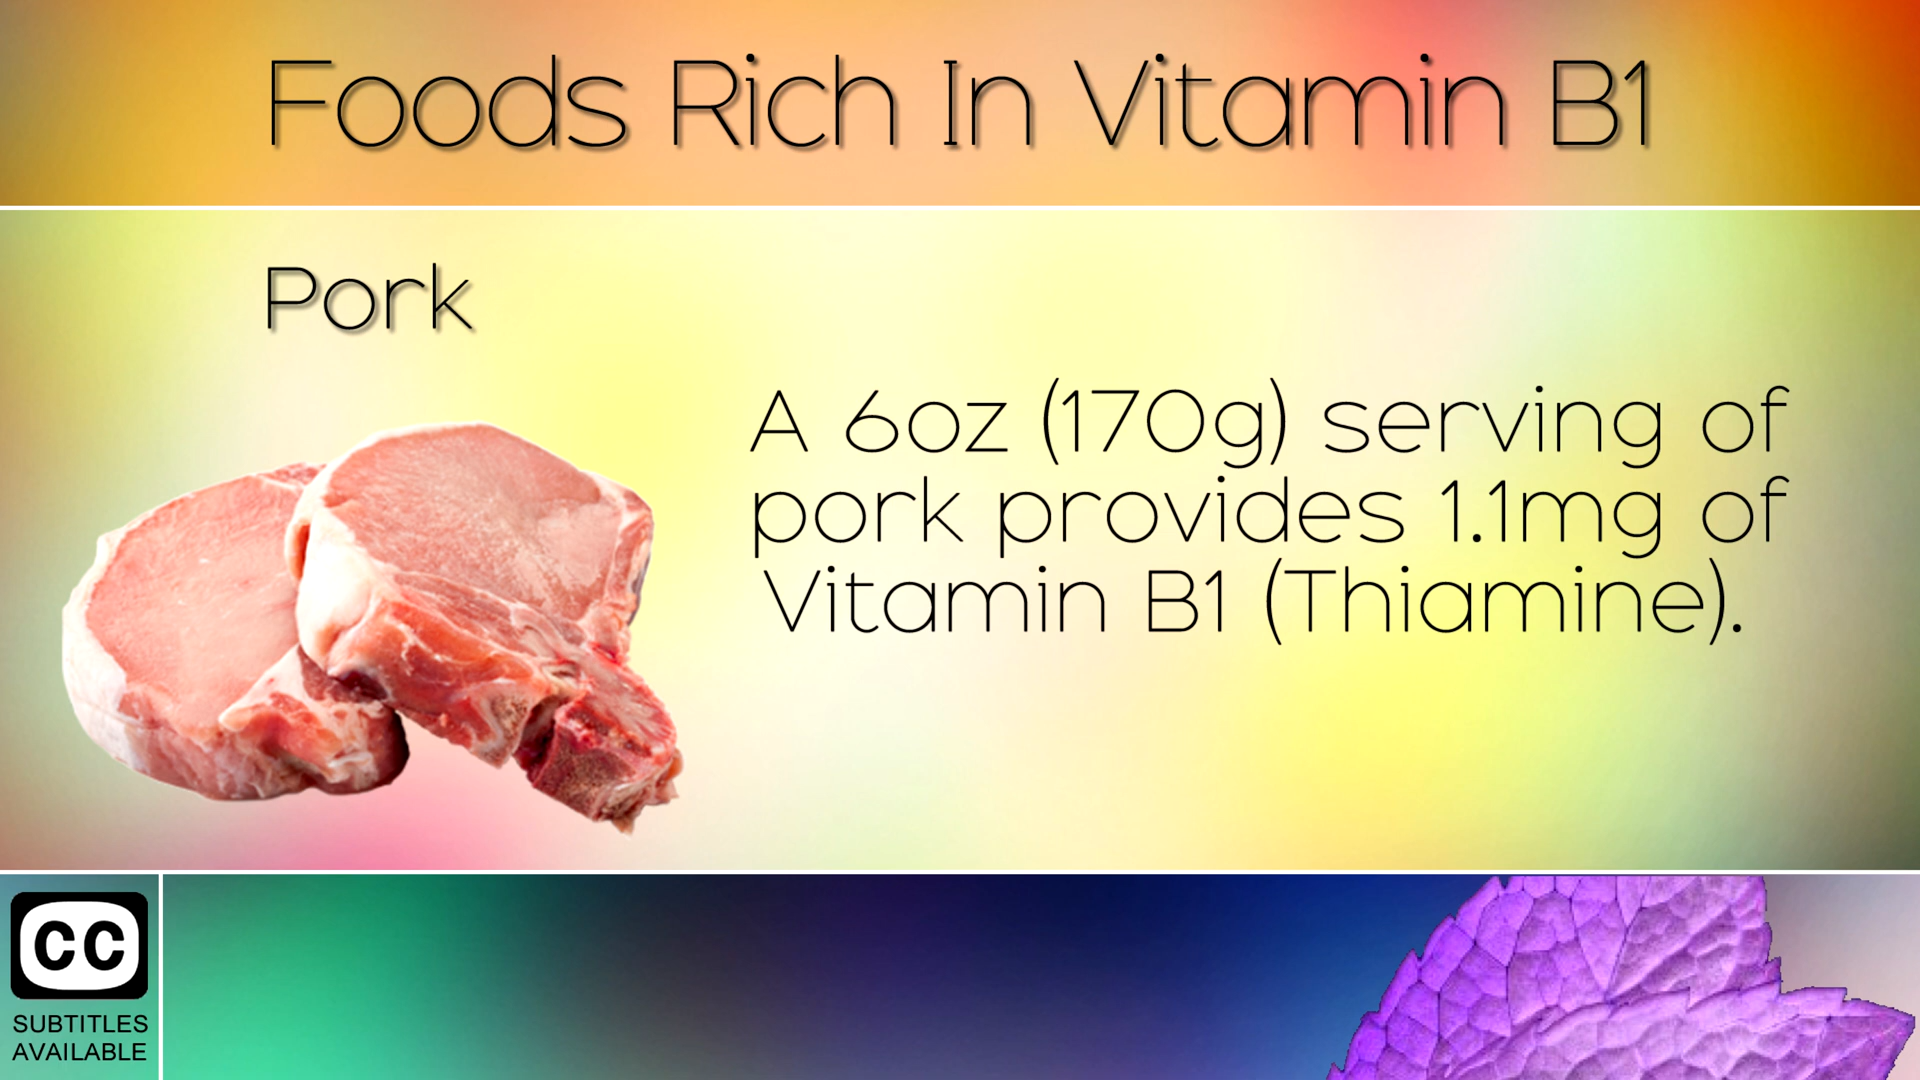 Foods Rich In Vitamin B1
Pork
A 6oz (170g) serving of
pork provides 1.1mg of
Vitamin B1 (Thiamine).
CC
SUBTITLES
AVAILABLE